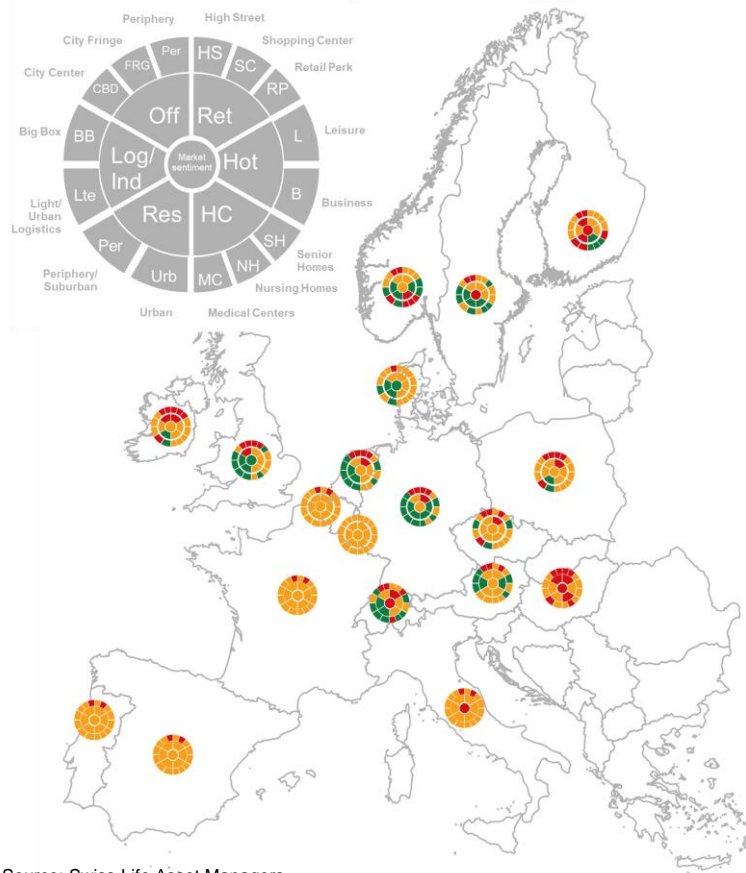 Periphery
High Street
City Fringe
Shopping Center
City Center
Retail Park
Big Box
Leisure
Light/
Urban
Logistics
Business
Periphery/
Suburban
Senior
Homes
Nursing Homes
Urban
Medical Centers
Per
HS
FRG
SC
CBD
RP
BB
L
Lte
B
Per
SH
Urb
NH
MC
Off
Ret
Log/
Ind
Hot
Res
HC
Market
sentiment
Source: Swiss Life Asset Managers